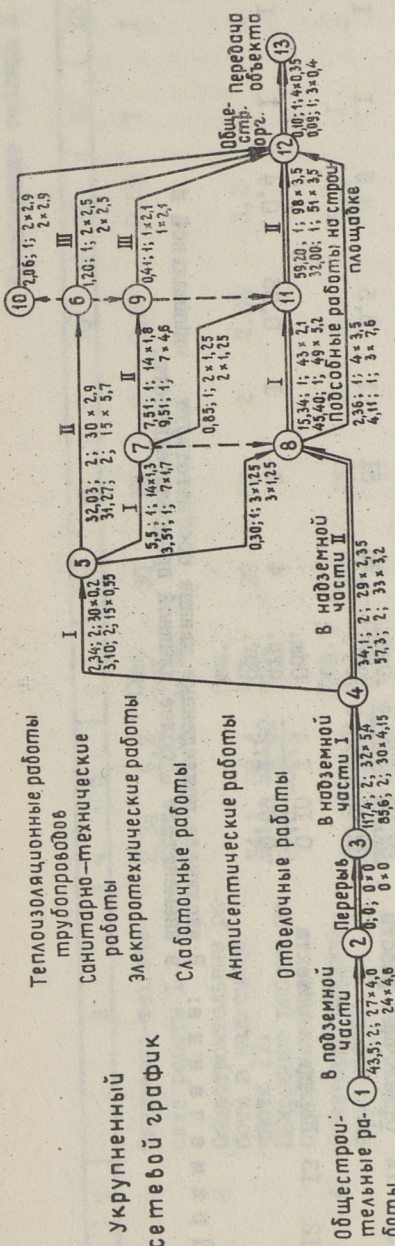 Укрупненный
сетевой график
Теплоизоляционные работы
трубопроводов
Санитарно-технические
работы
Электротехнические работы
Слаботочные работы
Антисептические работы
Отделочные работы
Общестрои-
тельные ра-
боты
1
В подземной
части
43,5; 2; 27×4,0
24×4,6
2
Перерыв
0; 0; 0×0
0×0
3
В надземной
части I
117,4; 2; 32×5,4
85,6; 2; 30×4,15
4
В надземной
части II
34,1; 2; 29×2,35
57,3; 2; 33×3,2
I
2,34; 2; 30×0,2
3,10; 2; 15×0,55
5
II
32,03; 2; 30×2,9
31,27; 2; 15×5,7
I
5,5; 1; 14×1,3
3,51; 1; 7×1,7
0,30; 1; 3×1,25
3×1,25
7
II
7,51; 1; 14×1,8
9,51; 1; 7×4,6
0,85; 1; 2×1,25
2×1,25
8
I
15,34; 1; 43×2,1
45,40; 1; 49×5,2
Подсобные работы на строи-
площадке
2,36; 1; 4×3,5
4,11; 1; 3×7,6
10
2,06; 1; 2×2,9
2×2,9
6
III
1,20; 1; 2×2,5
2×2,5
9
III
0,41; 1; 1×2,1
1×2,1
11
II
59,20; 1; 98×3,5
32,00; 1; 51×3,5
Обще-
стр.
орг.
12
Передача
объекта
0,10; 1; 4×0,35
0,09; 1; 3×0,4
13